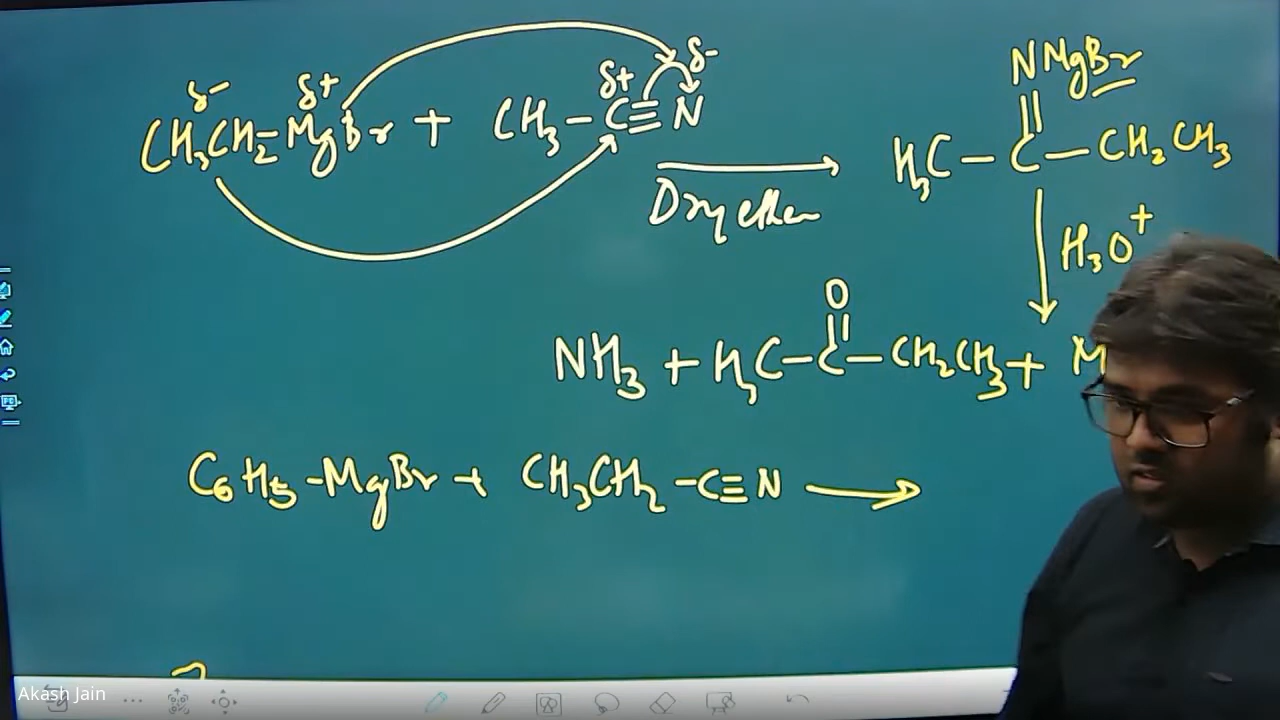 δ- δ+ δ+ δ-
CH₃CH₂-MgBr + CH₃-C≡N
Dry ether
NMgBr
||
H₃C-C-CH₂CH₃
H₃O⁺
O
||
NH₃ + H₃C-C-CH₂CH₃ + M
C₆H₅-MgBr + CH₃CH₂-C≡N →
Akash Jain